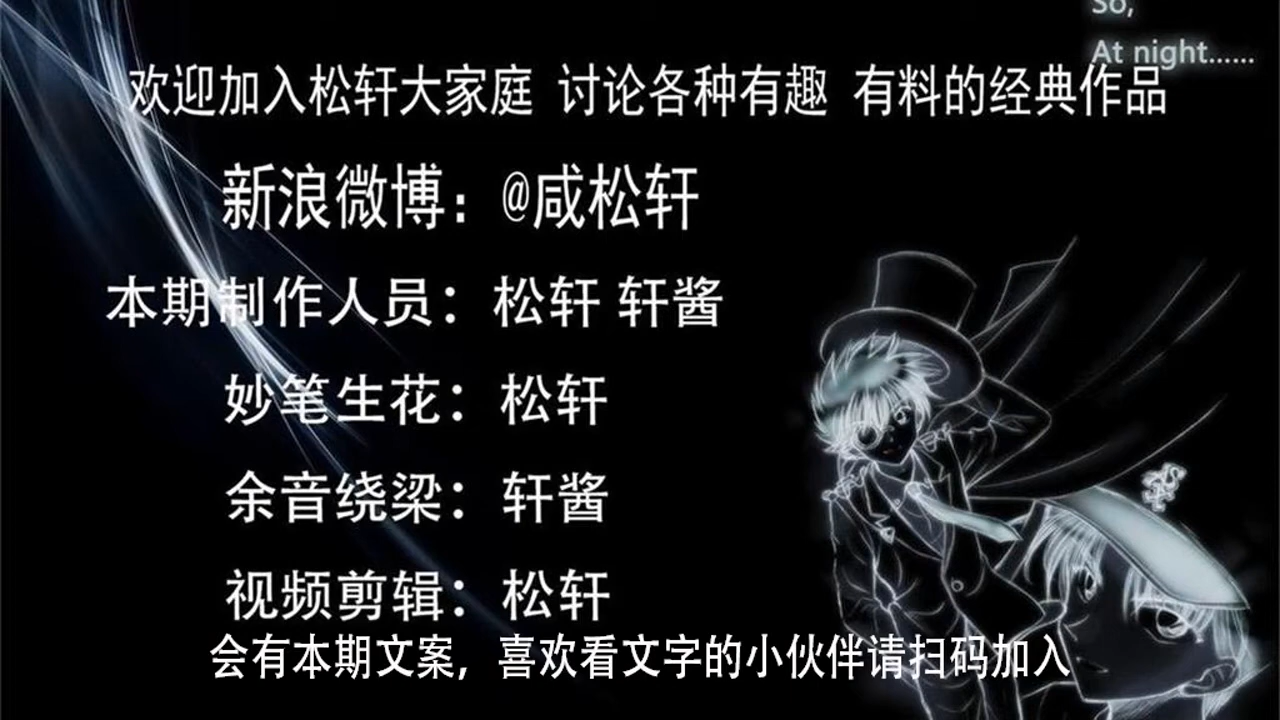 So,
At night......
欢迎加入松轩大家庭 讨论各种有趣 有料的经典作品
新浪微博：@咸松轩
本期制作人员：松轩 轩酱
妙笔生花：松轩
余音绕梁：轩酱
视频剪辑：松轩
会有本期文案，喜欢看文字的小伙伴请扫码加入